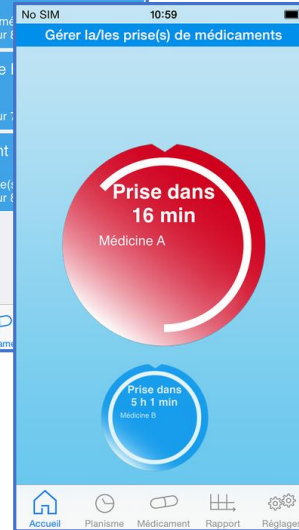 No SIM 10:59
Gérer la/les prise(s) de médicaments
Prise dans
16 min
Médicine A
Prise dans
5 h 1 min
Médicine B
Accueil Planisme Médicament Rapport Réglages